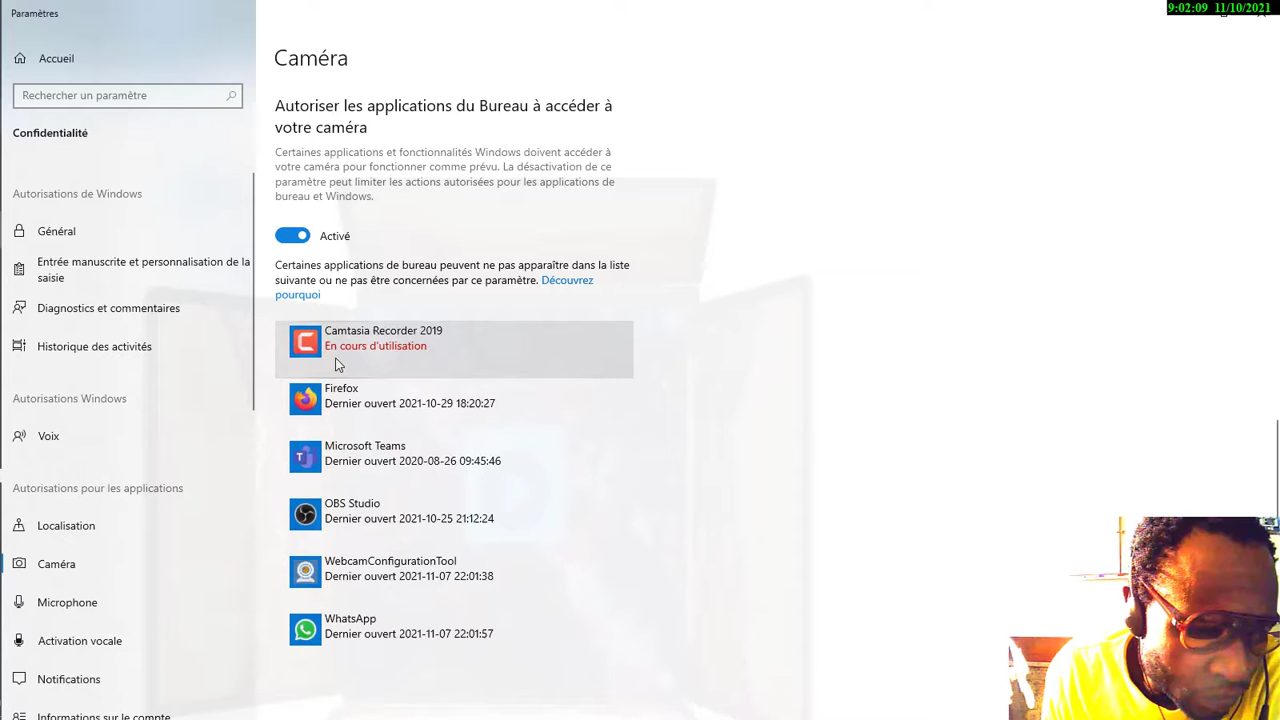 Paramètres
9:02:09 11/10/2021
Accueil
Rechercher un paramètre
Confidentialité
Autorisations de Windows
Général
Entrée manuscrite et personnalisation de la
saisie
Diagnostics et commentaires
Historique des activités
Autorisations Windows
Voix
Autorisations pour les applications
Localisation
Caméra
Microphone
Activation vocale
Notifications
Informations sur le compte
Caméra
Autoriser les applications du Bureau à accéder à
votre caméra
Certaines applications et fonctionnalités Windows doivent accéder à
votre caméra pour fonctionner comme prévu. La désactivation de ce
paramètre peut limiter les actions autorisées pour les applications de
bureau et Windows.
Activé
Certaines applications de bureau peuvent ne pas apparaître dans la liste
suivante ou ne pas être concernées par ce paramètre. Découvrez
pourquoi
Camtasia Recorder 2019
En cours d'utilisation
Firefox
Dernier ouvert 2021-10-29 18:20:27
Microsoft Teams
Dernier ouvert 2020-08-26 09:45:46
OBS Studio
Dernier ouvert 2021-10-25 21:12:24
WebcamConfigurationTool
Dernier ouvert 2021-11-07 22:01:38
WhatsApp
Dernier ouvert 2021-11-07 22:01:57